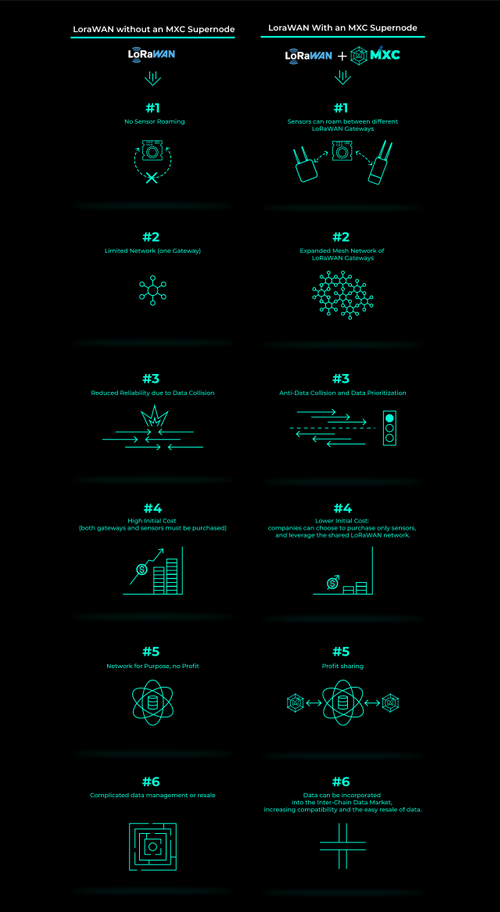 LoraWAN without an MXC Supernode
LoRaWAN
#1
No Sensor Roaming
#2
Limited Network (one Gateway)
#3
Reduced Reliability due to Data Collision
#4
High Initial Cost
(both gateways and sensors must be purchased)
$
#5
Network for Purpose, no Profit
#6
Complicated data management or resale
LoraWAN With an MXC Supernode
LoRaWAN + MXC
#1
Sensors can roam between different
LoRaWAN Gateways
#2
Expanded Mesh Network of
LoRaWAN Gateways
#3
Anti-Data Collision and Data Prioritization
#4
Lower Initial Cost:
companies can choose to purchase only sensors,
and leverage the shared LoRaWAN network.
$
#5
Profit sharing
#6
Data can be incorporated
into the Inter-Chain Data Market,
increasing compatibility and the easy resale of data.